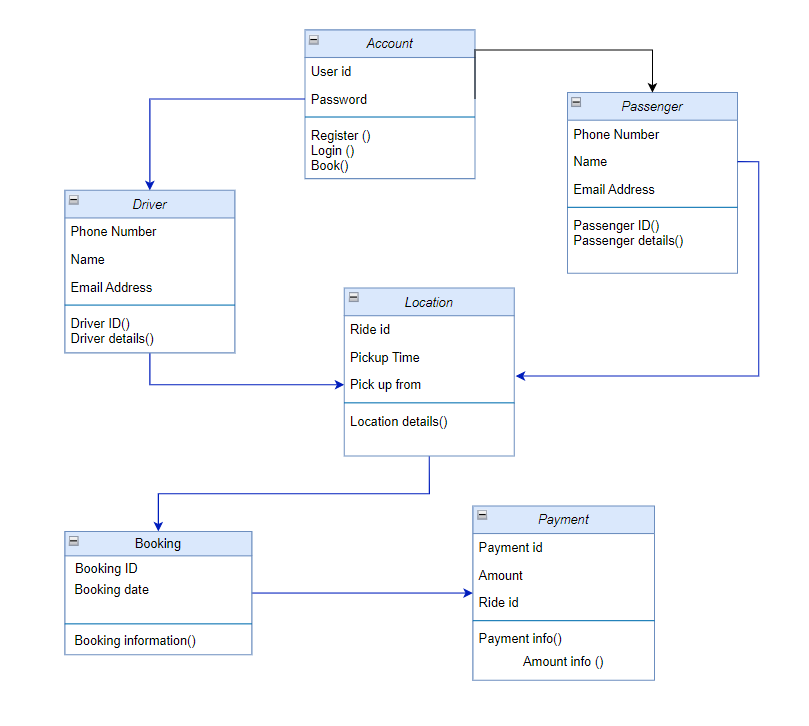 Account
User id
Password
Register ()
Login ()
Book()
Passenger
Phone Number
Name
Email Address
Passenger ID()
Passenger details()
Driver
Phone Number
Name
Email Address
Driver ID()
Driver details()
Location
Ride id
Pickup Time
Pick up from
Location details()
Booking
Booking ID
Booking date
Booking information()
Payment
Payment id
Amount
Ride id
Payment info()
Amount info ()